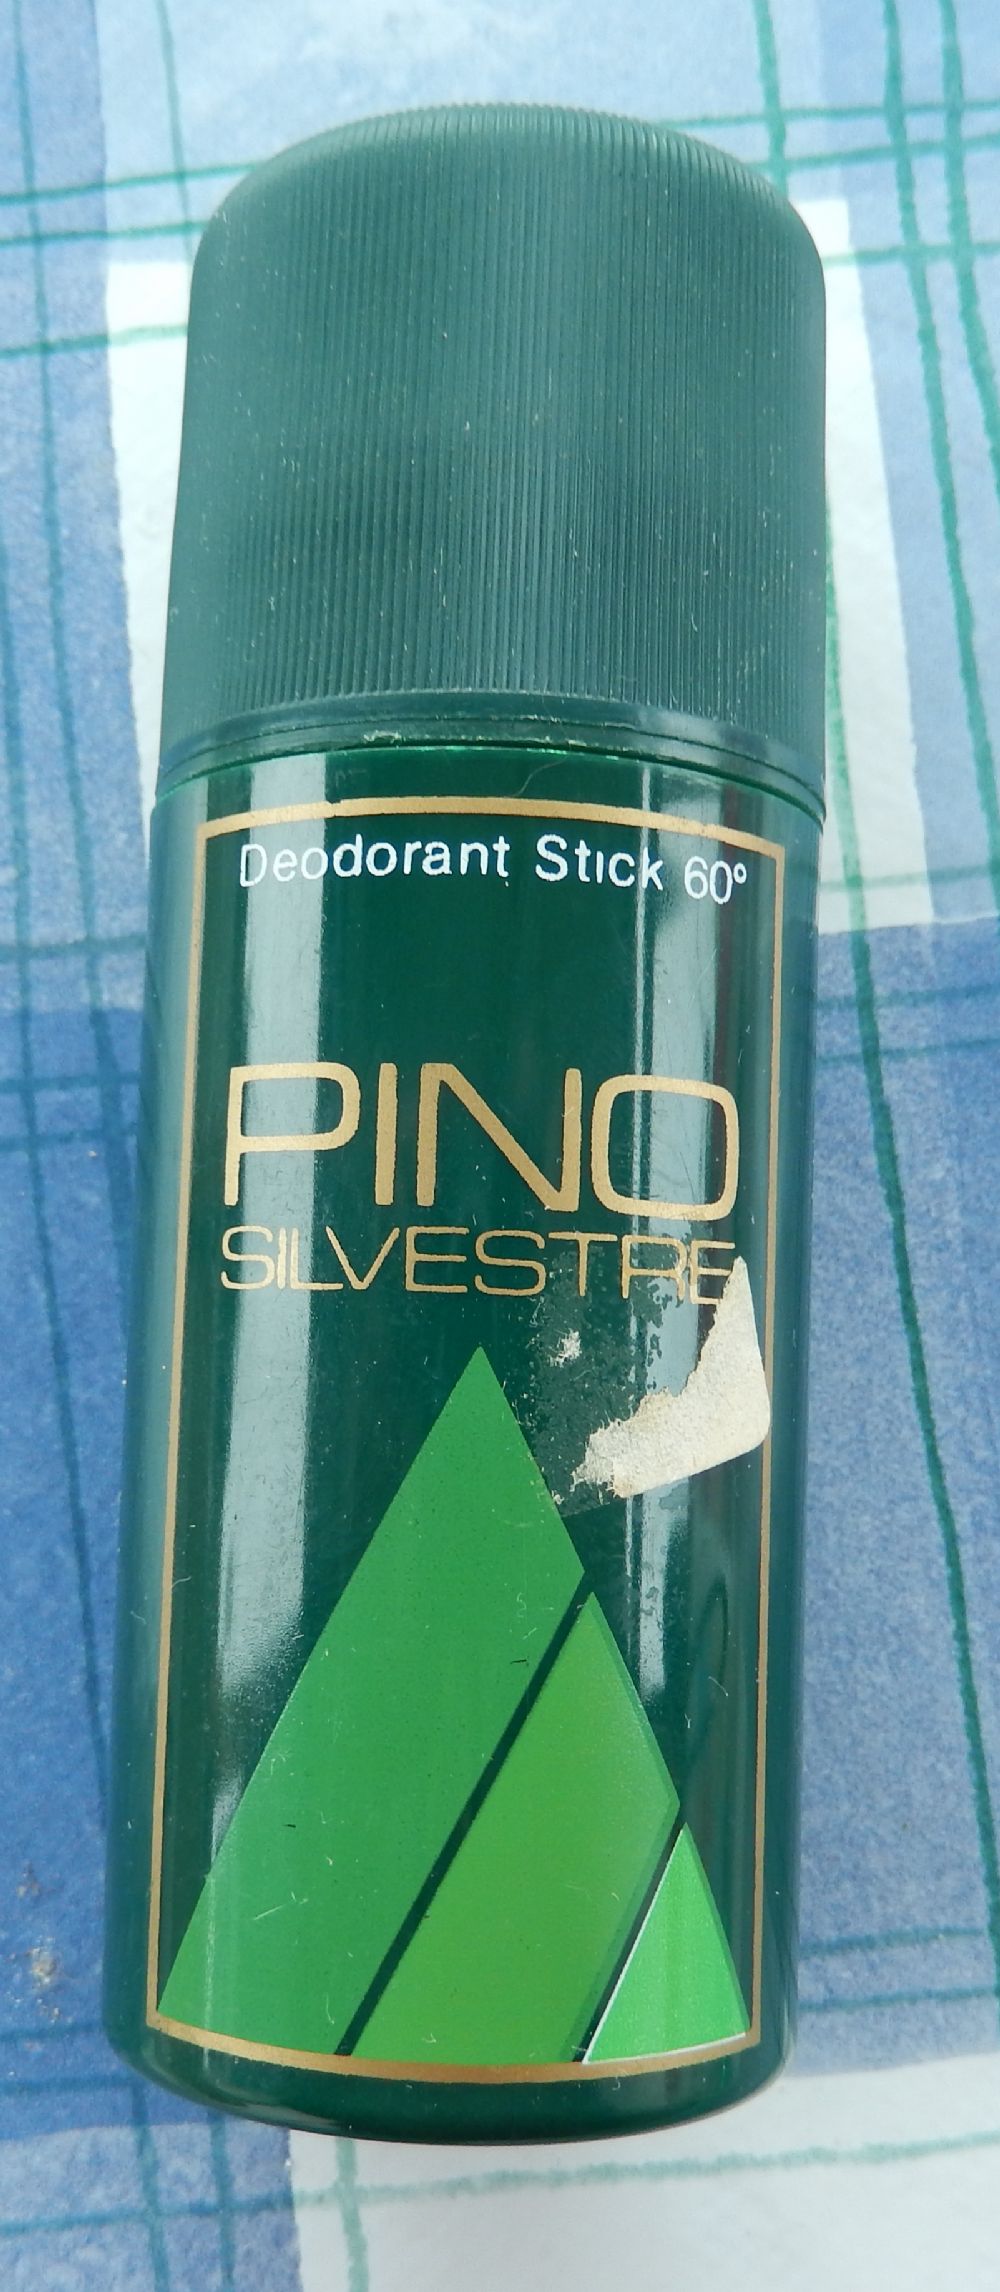 Deodorant Stick 60°
PINO
SILVESTRE